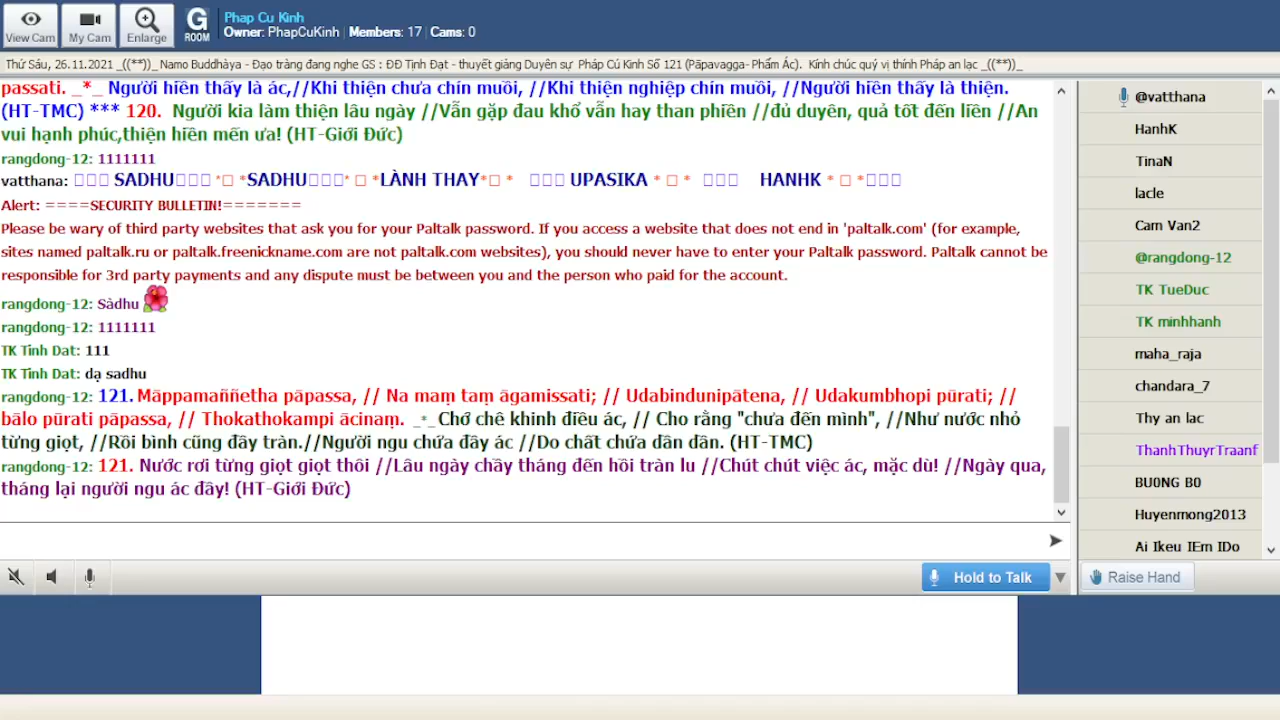 View Cam
My Cam
Enlarge
G
ROOM
Phap Cu Kinh
Owner: PhapCuKinh | Members: 17 | Cams: 0
Thứ Sáu, 26.11.2021 _((**))_ Namo Buddhàya - Đạo tràng đang nghe GS : ĐĐ Tịnh Đạt - thuyết giảng Duyên sự Pháp Cú Kinh Số 121 (Pāpavagga- Phẩm Ác). Kính chúc quý vị thính Pháp an lạc _((**))_
passati. _*_ Người hiền thấy là ác,//Khi thiện chưa chín muồi, //Khi thiện nghiệp chín muồi, //Người hiền thấy là thiện.
(HT-TMC) *** 120. Người kia làm thiện lâu ngày //Vẫn gặp đau khổ vẫn hay than phiền //đủ duyên, quả tốt đến liền //An
vui hạnh phúc,thiện hiền mến ưa! (HT-Giới Đức)
rangdong-12: 1111111
vatthana: □□□ SADHU□□□ *□ *SADHU□□□* □ *LÀNH THAY*□ * □□□ UPASIKA * □ * □□□ HANHK * □ *□□□
Alert: ====SECURITY BULLETIN!=======
Please be wary of third party websites that ask you for your Paltalk password. If you access a website that does not end in 'paltalk.com' (for example,
sites named paltalk.ru or paltalk.freenickname.com are not paltalk.com websites), you should never have to enter your Paltalk password. Paltalk cannot be
responsible for 3rd party payments and any dispute must be between you and the person who paid for the account.
rangdong-12: Sàdhu
rangdong-12: 1111111
TK Tinh Dat: 111
TK Tinh Dat: dạ sadhu
rangdong-12: 121. Māppamaññetha pāpassa, // Na maṃ taṃ āgamissati; // Udabindunipātena, // Udakumbhopi pūrati; //
bālo pūrati pāpassa, // Thokathokampi ācinaṃ. _*_ Chớ chê khinh điều ác, // Cho rằng "chưa đến mình", //Như nước nhỏ
từng giọt, //Rồi bình cũng đầy tràn.//Người ngu chứa đầy ác //Do chất chứa dần dần. (HT-TMC)
rangdong-12: 121. Nước rơi từng giọt giọt thôi //Lâu ngày chầy tháng đến hồi tràn lu //Chút chút việc ác, mặc dù! //Ngày qua,
tháng lại người ngu ác đầy! (HT-Giới Đức)
@vatthana
HanhK
TinaN
lacle
Cam Van2
@rangdong-12
TK TueDuc
TK minhhanh
maha_raja
chandara_7
Thy an lac
ThanhThuyrTraanf
BU0NG B0
Huyenmong2013
Ai Ikeu IEm IDo
Hold to Talk
Raise Hand